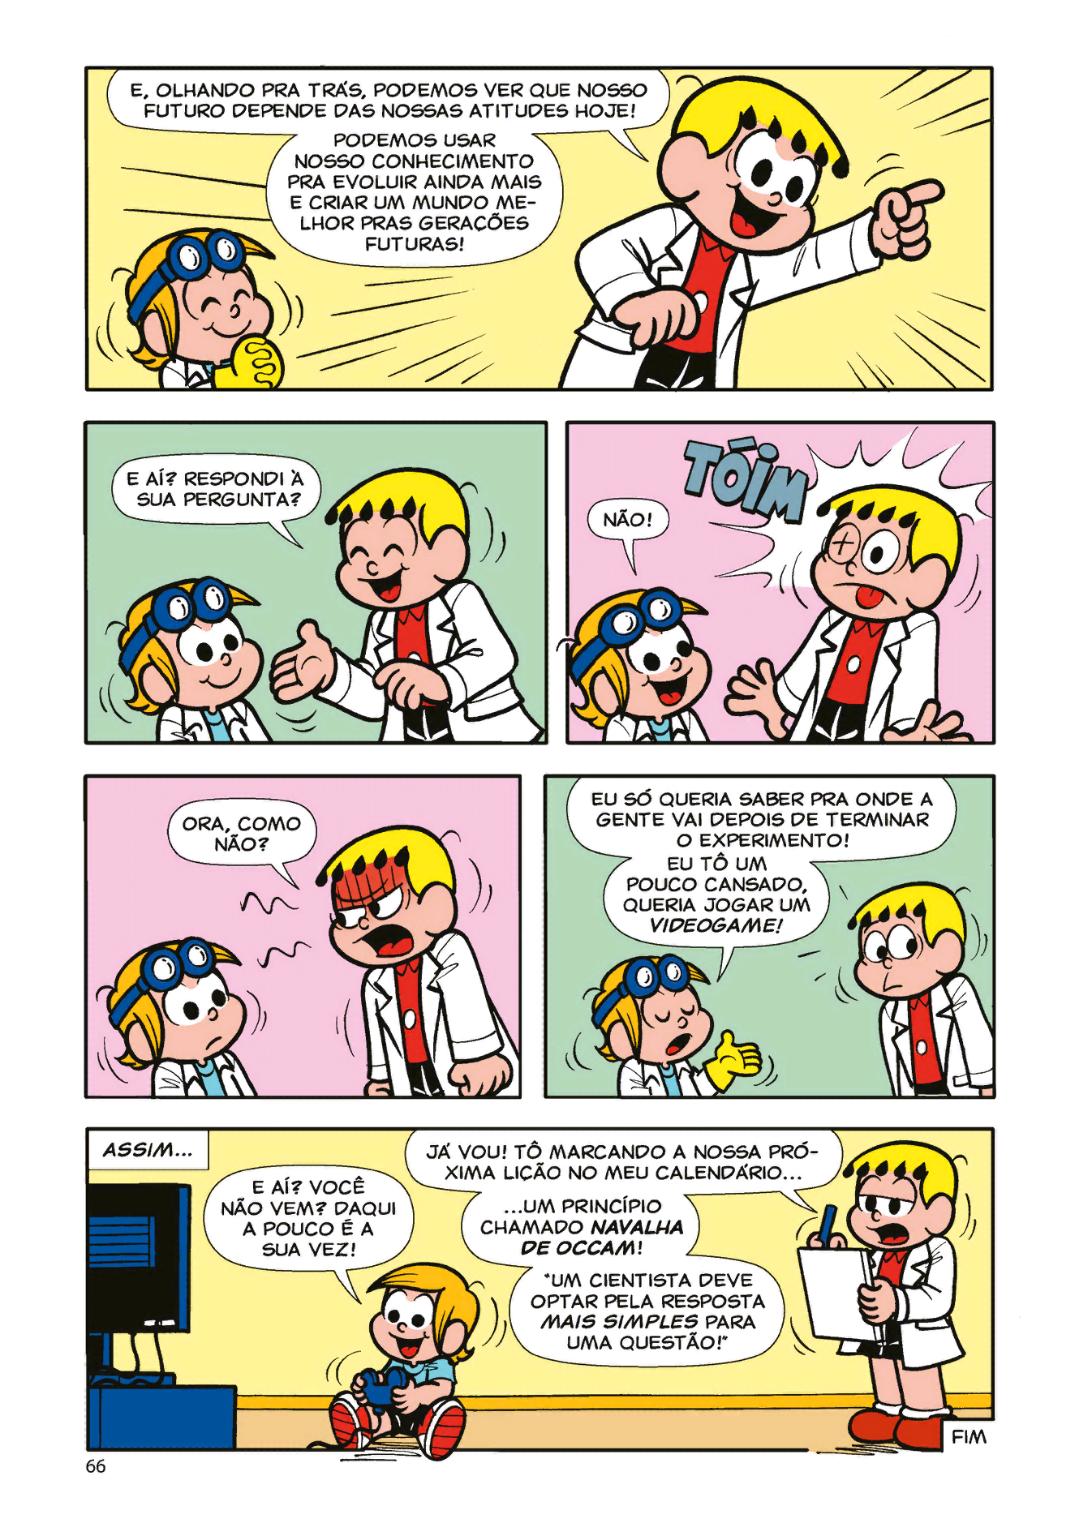 E, OLHANDO PRA TRÁS, PODEMOS VER QUE NOSSO
FUTURO DEPENDE DAS NOSSAS ATITUDES HOJE!
PODEMOS USAR
NOSSO CONHECIMENTO
PRA EVOLUIR AINDA MAIS
E CRIAR UM MUNDO ME-
LHOR PRAS GERAÇÕES
FUTURAS!
E AÍ? RESPONDI À
SUA PERGUNTA?
NÃO!
TÓIM
ORA, COMO
NÃO?
EU SÓ QUERIA SABER PRA ONDE A
GENTE VAI DEPOIS DE TERMINAR
O EXPERIMENTO!
EU TÔ UM
POUCO CANSADO,
QUERIA JOGAR UM
VIDEOGAME!
ASSIM...
E AÍ? VOCÊ
NÃO VEM? DAQUI
A POUCO É A
SUA VEZ!
JÁ VOU! TÔ MARCANDO A NOSSA PRÓ-
XIMA LIÇÃO NO MEU CALENDÁRIO...
...UM PRINCÍPIO
CHAMADO NAVALHA
DE OCCAM!
"UM CIENTISTA DEVE
OPTAR PELA RESPOSTA
MAIS SIMPLES PARA
UMA QUESTÃO!"
FIM
66